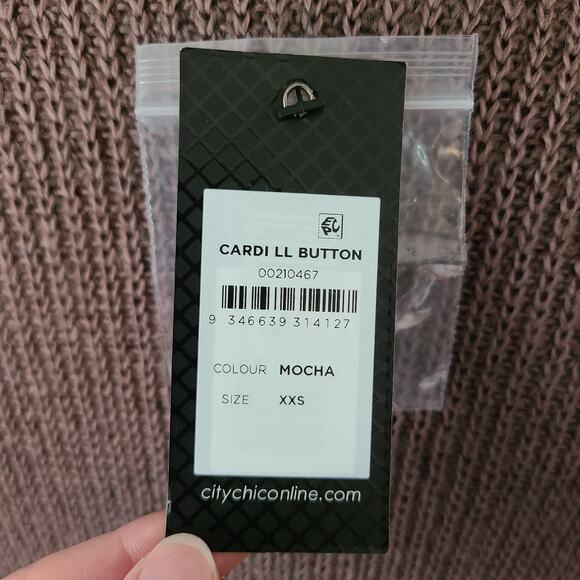 CARDI LL BUTTON
00210467
9 346639 314127
COLOUR MOCHA
SIZE XXS
citychiconline.com